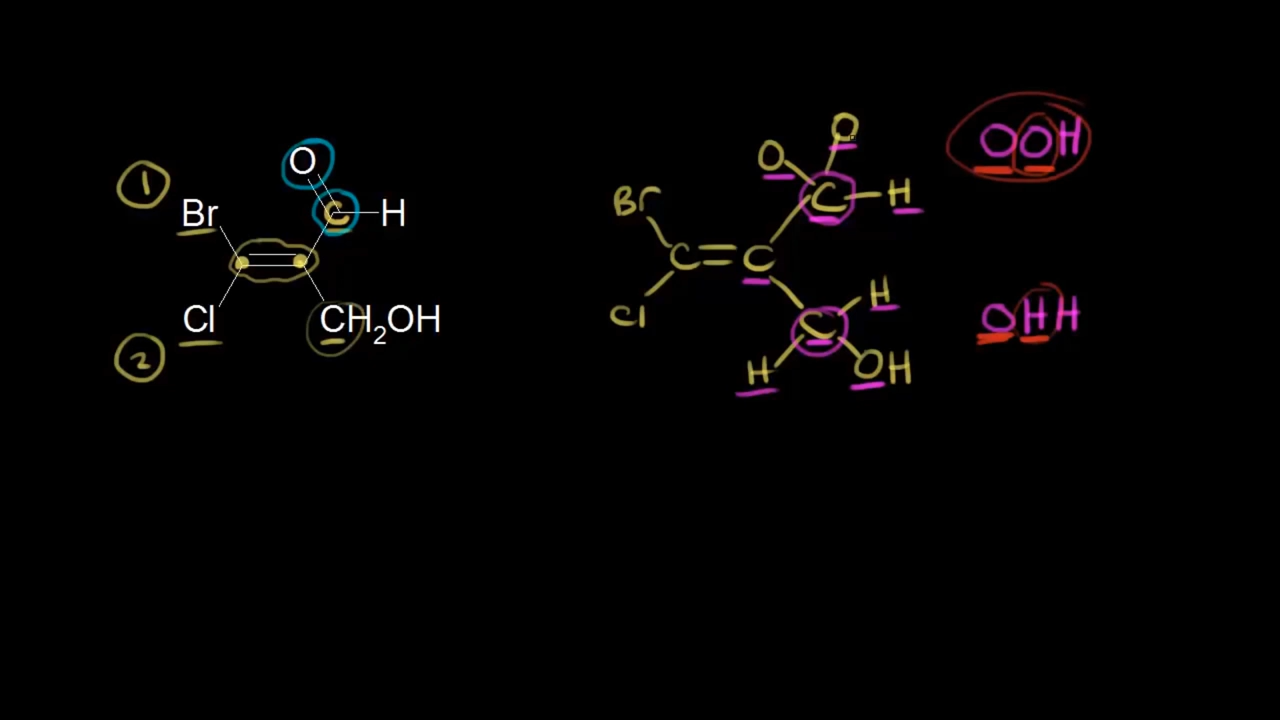 1
O
Br
C H
Cl
CH2OH
2
O O
Br
C H
C = C
Cl
C H
H OH
OOH
OHH